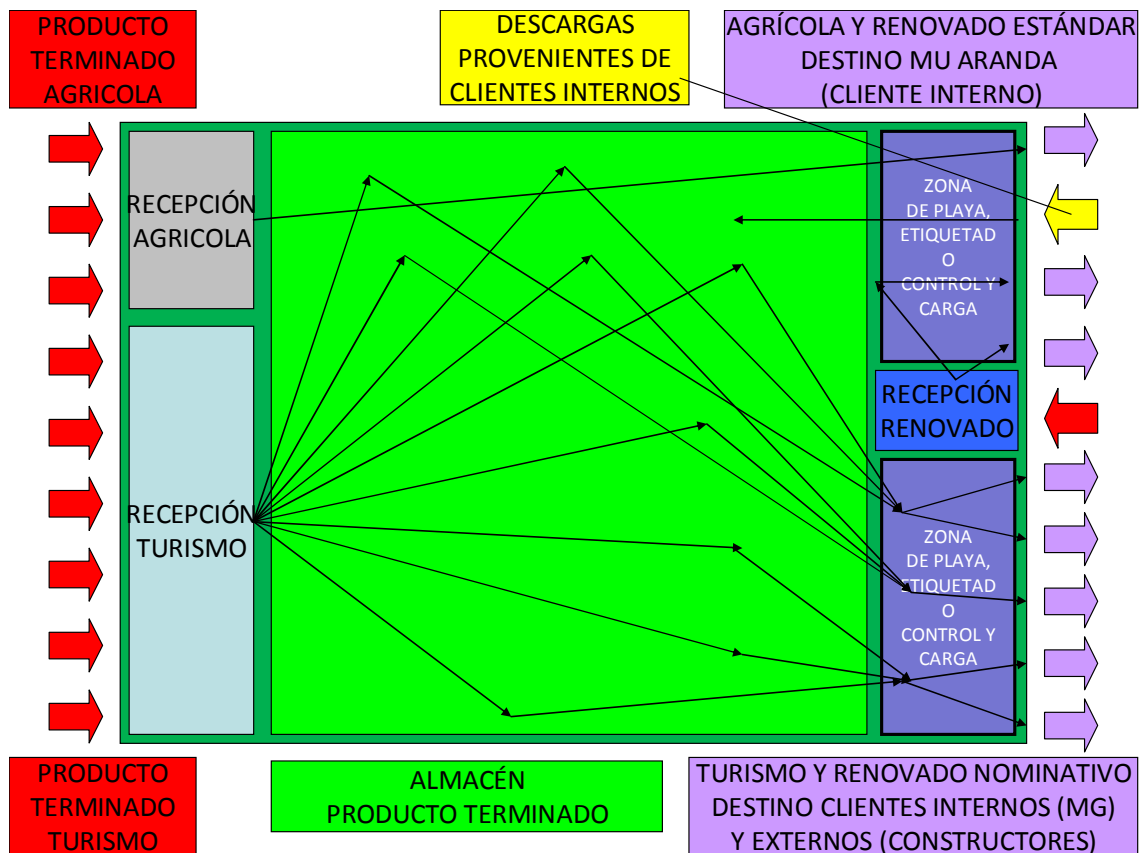 PRODUCTO
TERMINADO
AGRICOLA
DESCARGAS
PROVENIENTES DE
CLIENTES INTERNOS
AGRÍCOLA Y RENOVADO ESTÁNDAR
DESTINO MU ARANDA
(CLIENTE INTERNO)
RECEPCIÓN
AGRICOLA
ZONA
DE PLAYA,
ETIQUETAD
O
CONTROL Y
CARGA
RECEPCIÓN
RENOVADO
RECEPCIÓN
TURISMO
ZONA
DE PLAYA,
ETIQUETAD
O
CONTROL Y
CARGA
PRODUCTO
TERMINADO
TURISMO
ALMACÉN
PRODUCTO TERMINADO
TURISMO Y RENOVADO NOMINATIVO
DESTINO CLIENTES INTERNOS (MG)
Y EXTERNOS (CONSTRUCTORES)